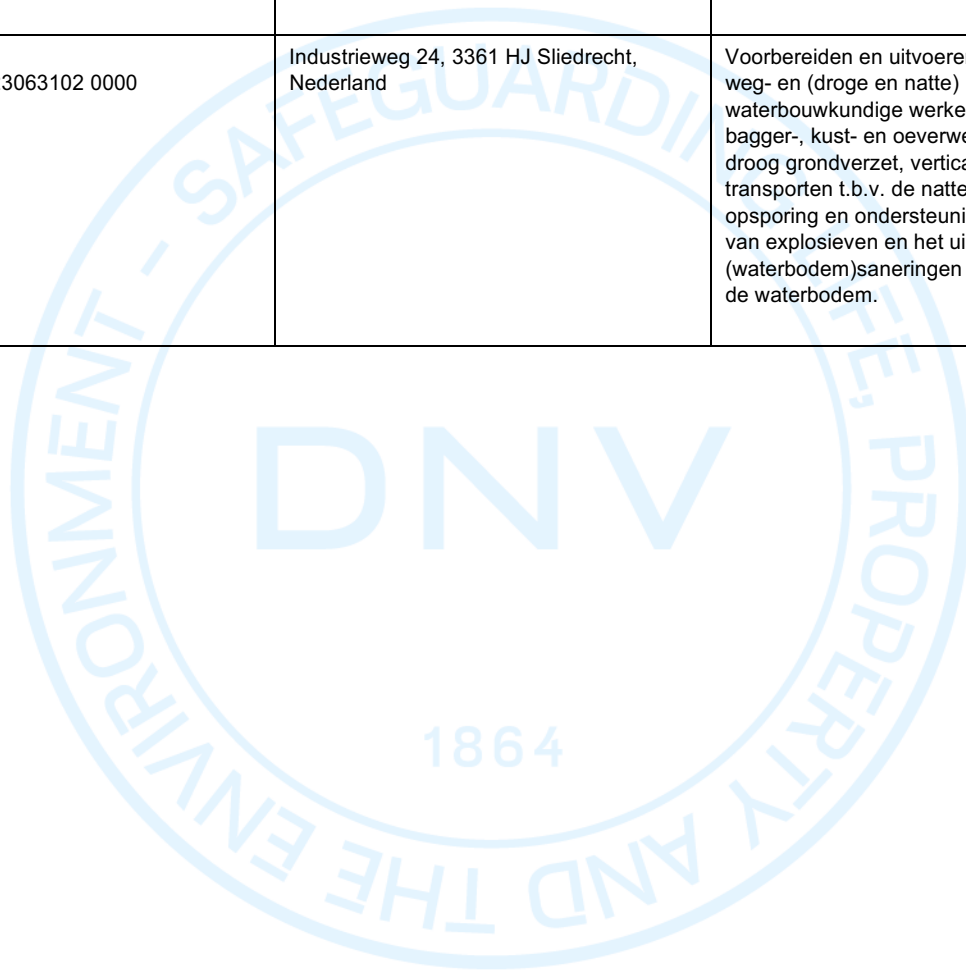 3063102 0000
Industrieweg 24, 3361 HJ Sliedrecht,
Nederland
Voorbereiden en uitvoeren
weg- en (droge en natte)
waterbouwkundige werke
bagger-, kust- en oeverwe
droog grondverzet, vertica
transporten t.b.v. de natte
opsporing en ondersteuni
van explosieven en het ui
(waterbodem)saneringen
de waterbodem.
SAFEGUARDING LIFE, PROPERTY AND THE ENVIRONMENT -
DNV
1864